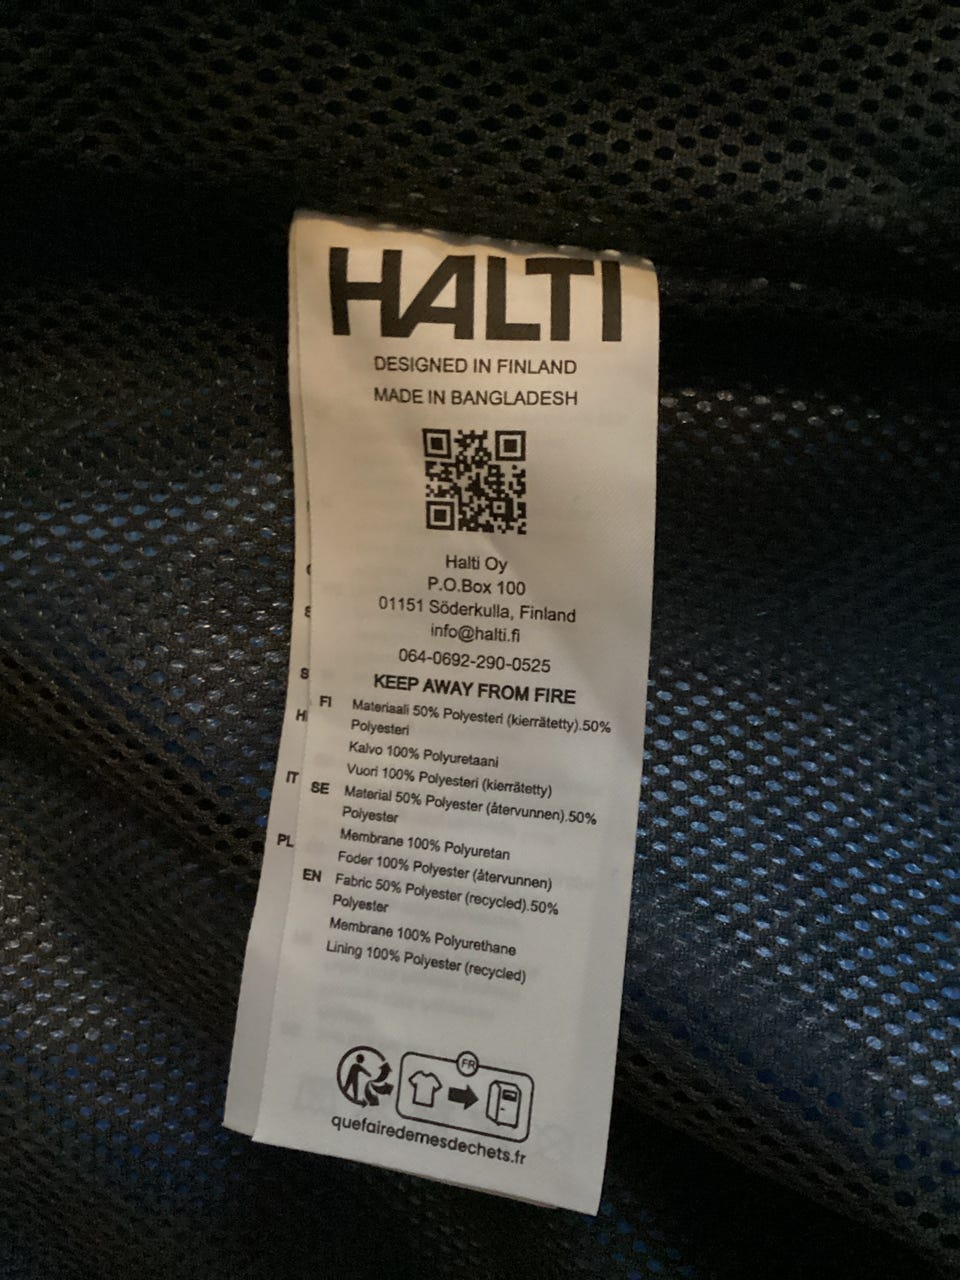 HALTI
DESIGNED IN FINLAND
MADE IN BANGLADESH
Halti Oy
P.O.Box 100
01151 Söderkulla, Finland
info@halti.fi
064-0692-290-0525
KEEP AWAY FROM FIRE
FI Materiaali 50% Polyesteri (kierrätetty).50%
Polyesteri
Kalvo 100% Polyuretaani
Vuori 100% Polyesteri (kierrätetty)
SE Material 50% Polyester (återvunnen).50%
Polyester
Membrane 100% Polyuretan
Foder 100% Polyester (återvunnen)
EN Fabric 50% Polyester (recycled).50%
Polyester
Membrane 100% Polyurethane
Lining 100% Polyester (recycled)
FR
quefairedemesdechets.fr
IT
PL